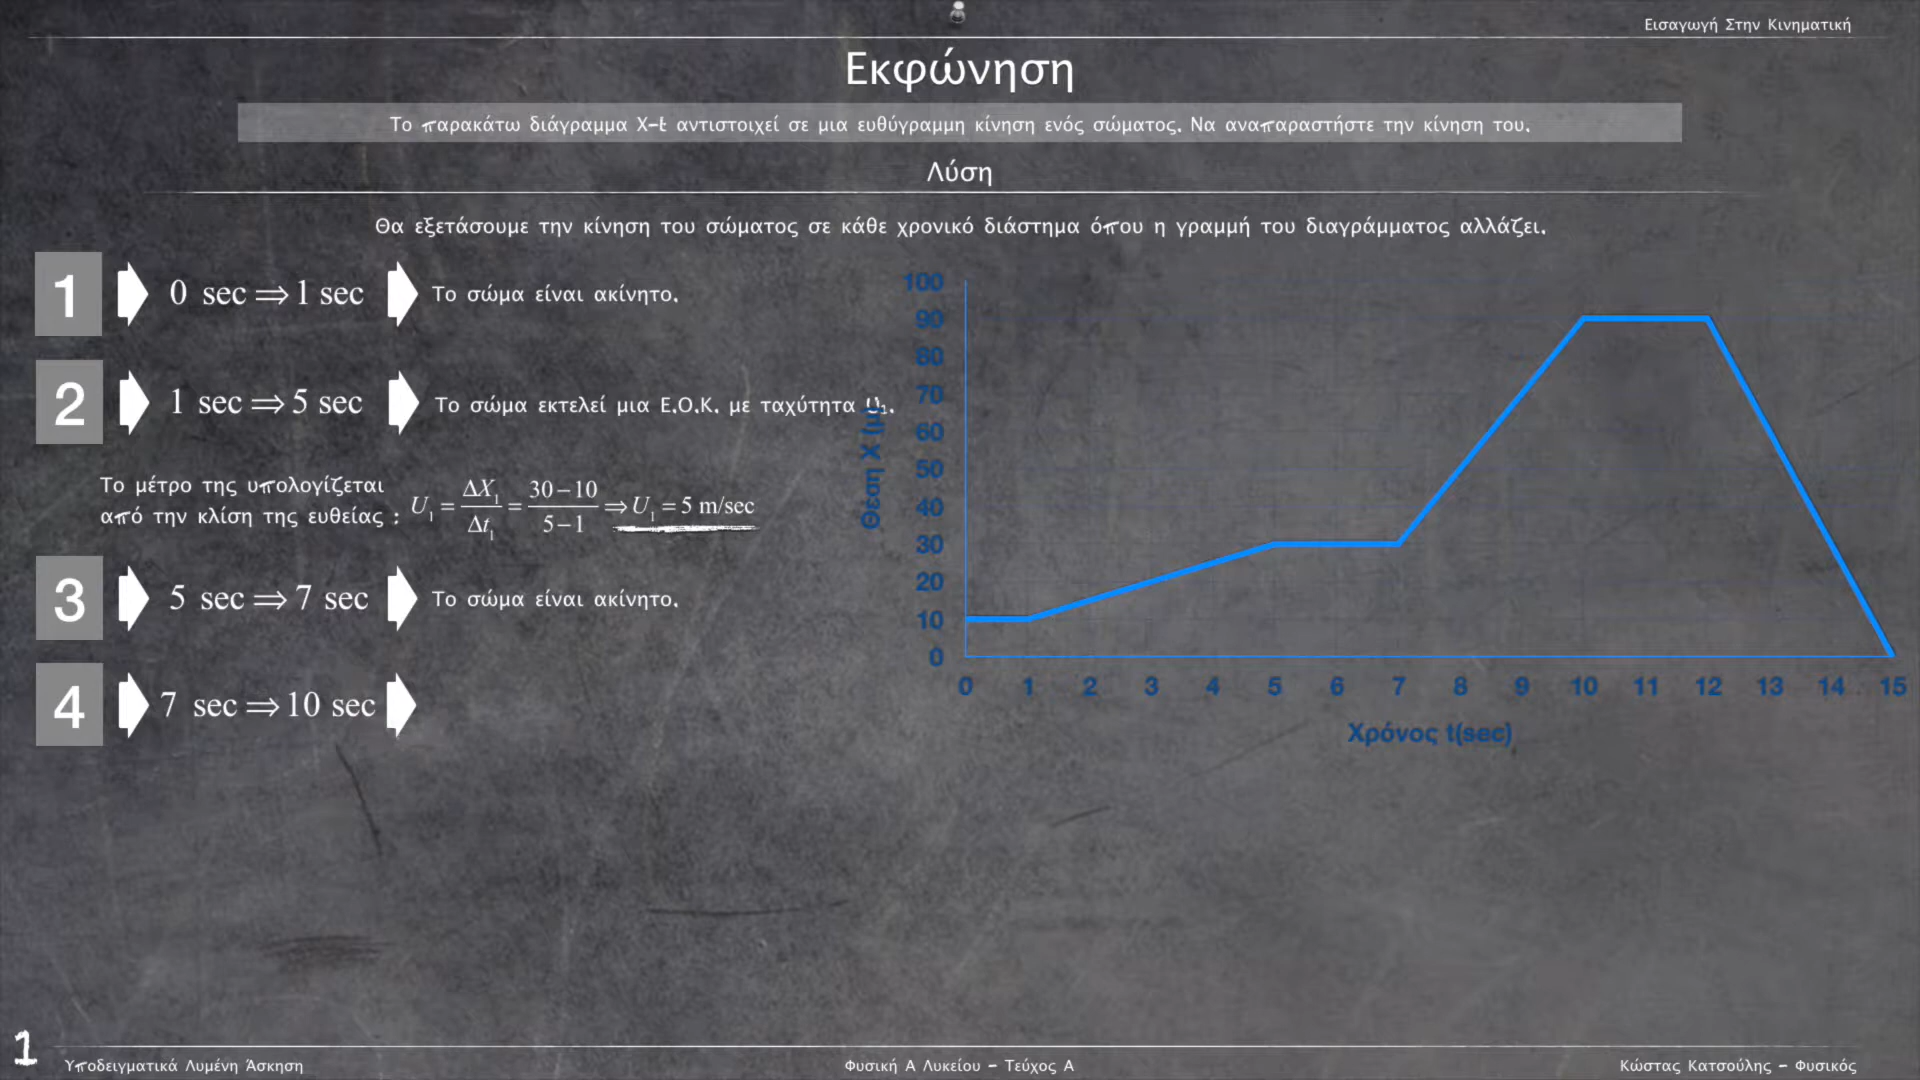 Εισαγωγή Στην Κινηματική
Εκφώνηση
Το παρακάτω διάγραμμα Χ-t αντιστοιχεί σε μια ευθύγραμμη κίνηση ενός σώματος. Να αναπαραστήστε την κίνηση του.
Λύση
Θα εξετάσουμε την κίνηση του σώματος σε κάθε χρονικό διάστημα όπου η γραμμή του διαγράμματος αλλάζει.
1 0 sec ⇒ 1 sec Το σώμα είναι ακίνητο.
2 1 sec ⇒ 5 sec Το σώμα εκτελεί μια Ε.Ο.Κ. με ταχύτητα U₁.
Το μέτρο της υπολογίζεται
από την κλίση της ευθείας : U₁ = ΔX₁/Δt₁ = (30−10)/(5−1) ⇒ U₁ = 5 m/sec
3 5 sec ⇒ 7 sec Το σώμα είναι ακίνητο.
4 7 sec ⇒ 10 sec
100
90
80
70
60
50
40
30
20
10
0
Θεση Χ (μ)
0 1 2 3 4 5 6 7 8 9 10 11 12 13 14 15
Χρόνος t(sec)
1
Υποδειγματικά Λυμένη Άσκηση
Φυσική Α Λυκείου - Τεύχος Α
Κώστας Κατσούλης - Φυσικός